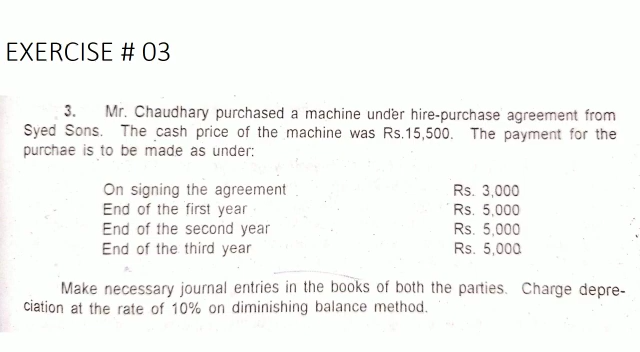 EXERCISE # 03
3. Mr. Chaudhary purchased a machine under hire-purchase agreement from
Syed Sons. The cash price of the machine was Rs.15,500. The payment for the
purchae is to be made as under:
On signing the agreement Rs. 3,000
End of the first year Rs. 5,000
End of the second year Rs. 5,000
End of the third year Rs. 5,000
Make necessary journal entries in the books of both the parties. Charge depre-
ciation at the rate of 10% on diminishing balance method.